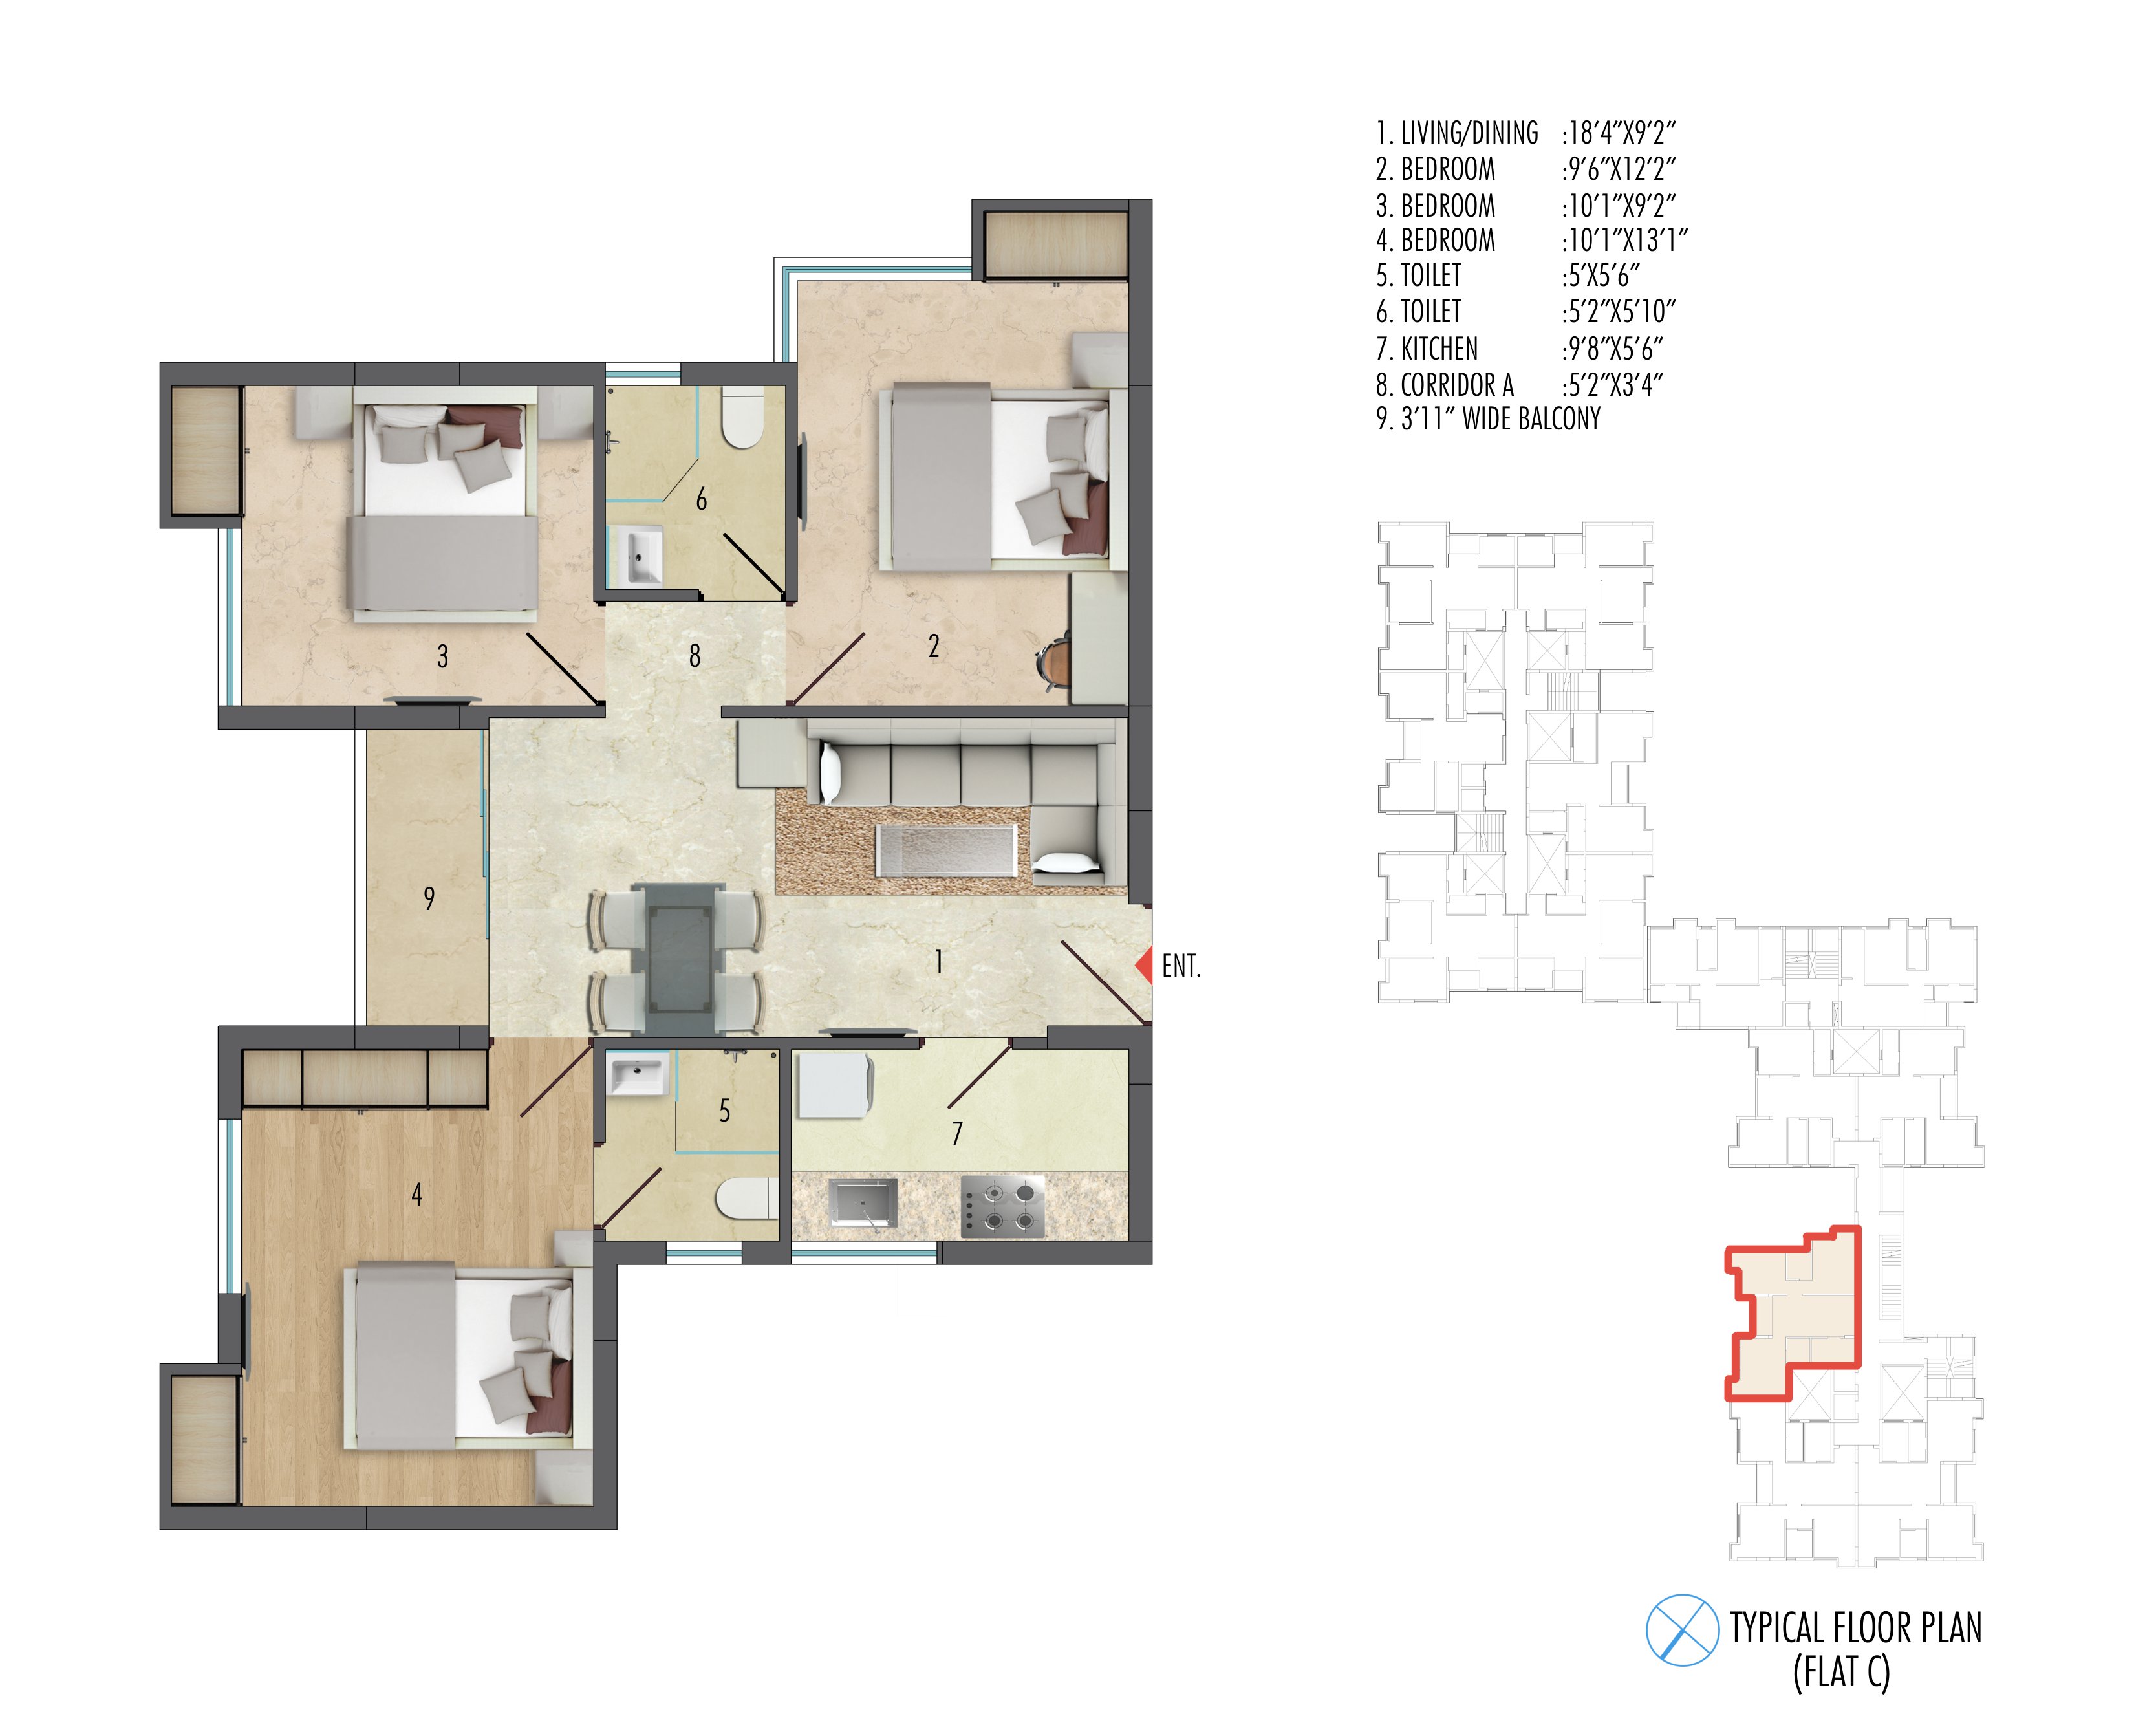 1. LIVING/DINING :18'4"X9'2"
2. BEDROOM :9'6"X12'2"
3. BEDROOM :10'1"X9'2"
4. BEDROOM :10'1"X13'1"
5. TOILET :5'X5'6"
6. TOILET :5'2"X5'10"
7. KITCHEN :9'8"X5'6"
8. CORRIDOR A :5'2"X3'4"
9. 3'11" WIDE BALCONY
6
3
8
2
9
1
ENT.
5
7
4
TYPICAL FLOOR PLAN
(FLAT C)